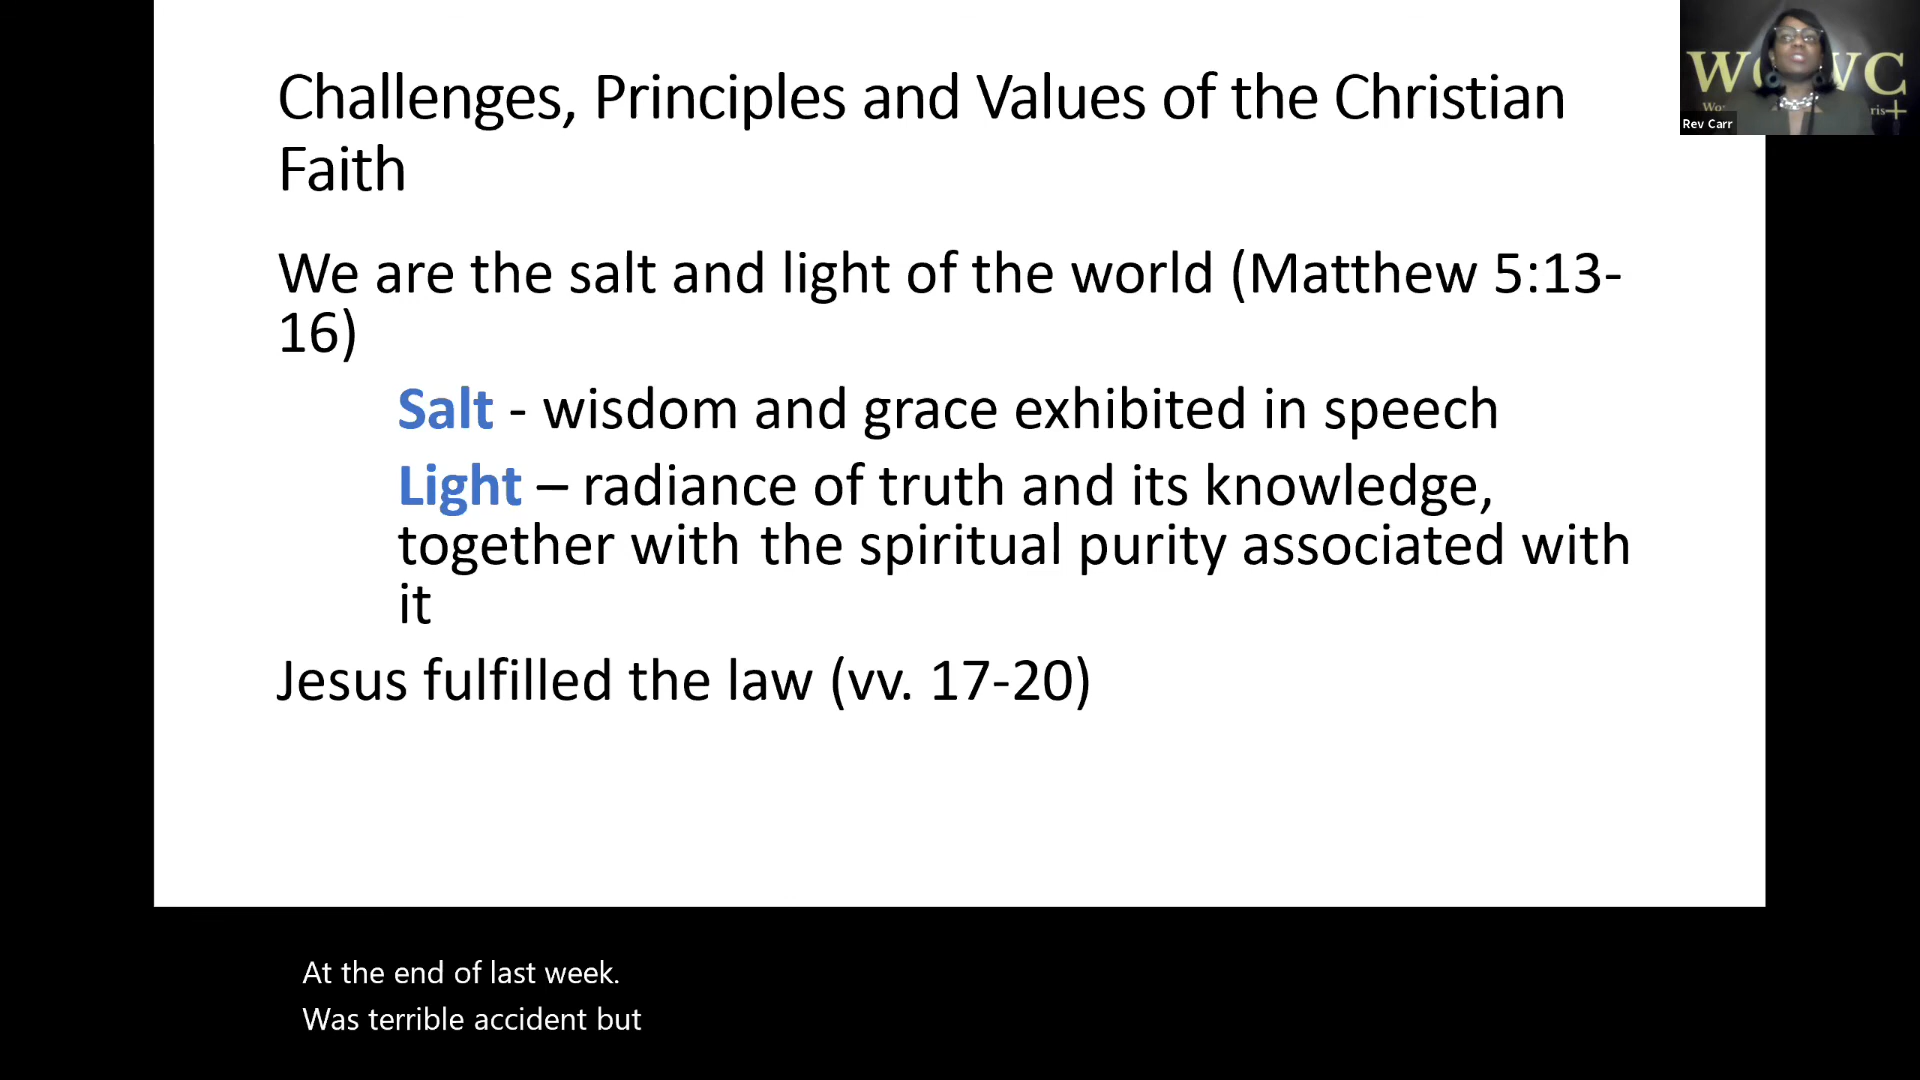 Challenges, Principles and Values of the Christian
Faith
We are the salt and light of the world (Matthew 5:13-
16)
Salt - wisdom and grace exhibited in speech
Light – radiance of truth and its knowledge,
together with the spiritual purity associated with
it
Jesus fulfilled the law (vv. 17-20)
Rev Carr
At the end of last week.
Was terrible accident but